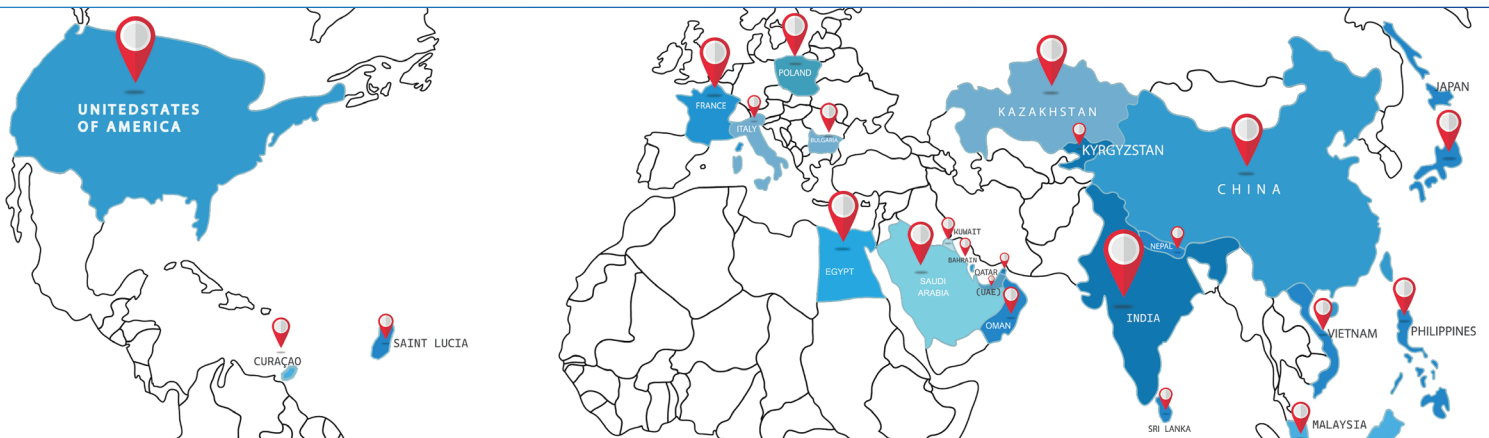 UNITEDSTATES
OF AMERICA
CURAÇAO
SAINT LUCIA
FRANCE
POLAND
ITALY
BULGARIA
EGYPT
SAUDI
ARABIA
KUWAIT
BAHRAIN
QATAR
(UAE)
OMAN
KAZAKHSTAN
KYRGYZSTAN
CHINA
NEPAL
INDIA
SRI LANKA
JAPAN
VIETNAM
PHILIPPINES
MALAYSIA